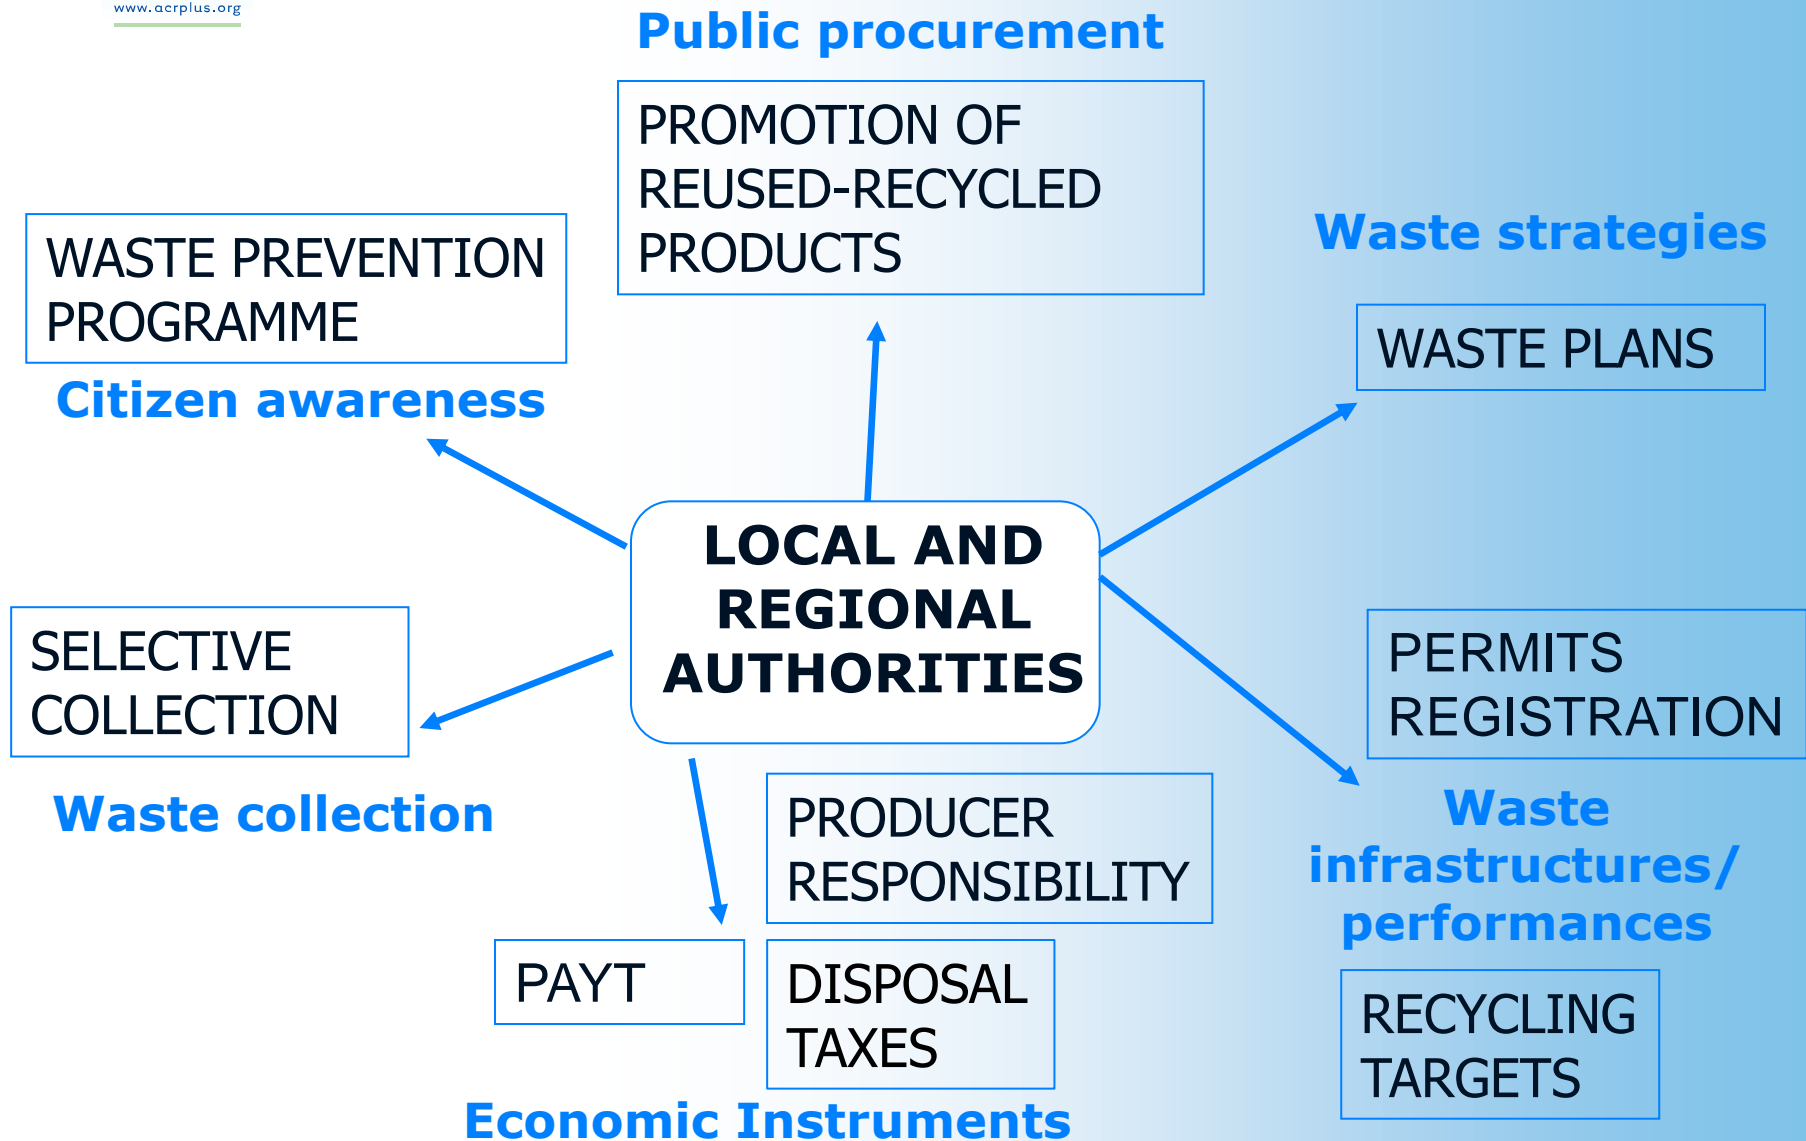 www.acrplus.org
Public procurement
PROMOTION OF
REUSED-RECYCLED
PRODUCTS
WASTE PREVENTION
PROGRAMME
Citizen awareness
Waste strategies
WASTE PLANS
LOCAL AND
REGIONAL
AUTHORITIES
SELECTIVE
COLLECTION
Waste collection
PERMITS
REGISTRATION
Waste
infrastructures/
performances
RECYCLING
TARGETS
PRODUCER
RESPONSIBILITY
PAYT
DISPOSAL
TAXES
Economic Instruments